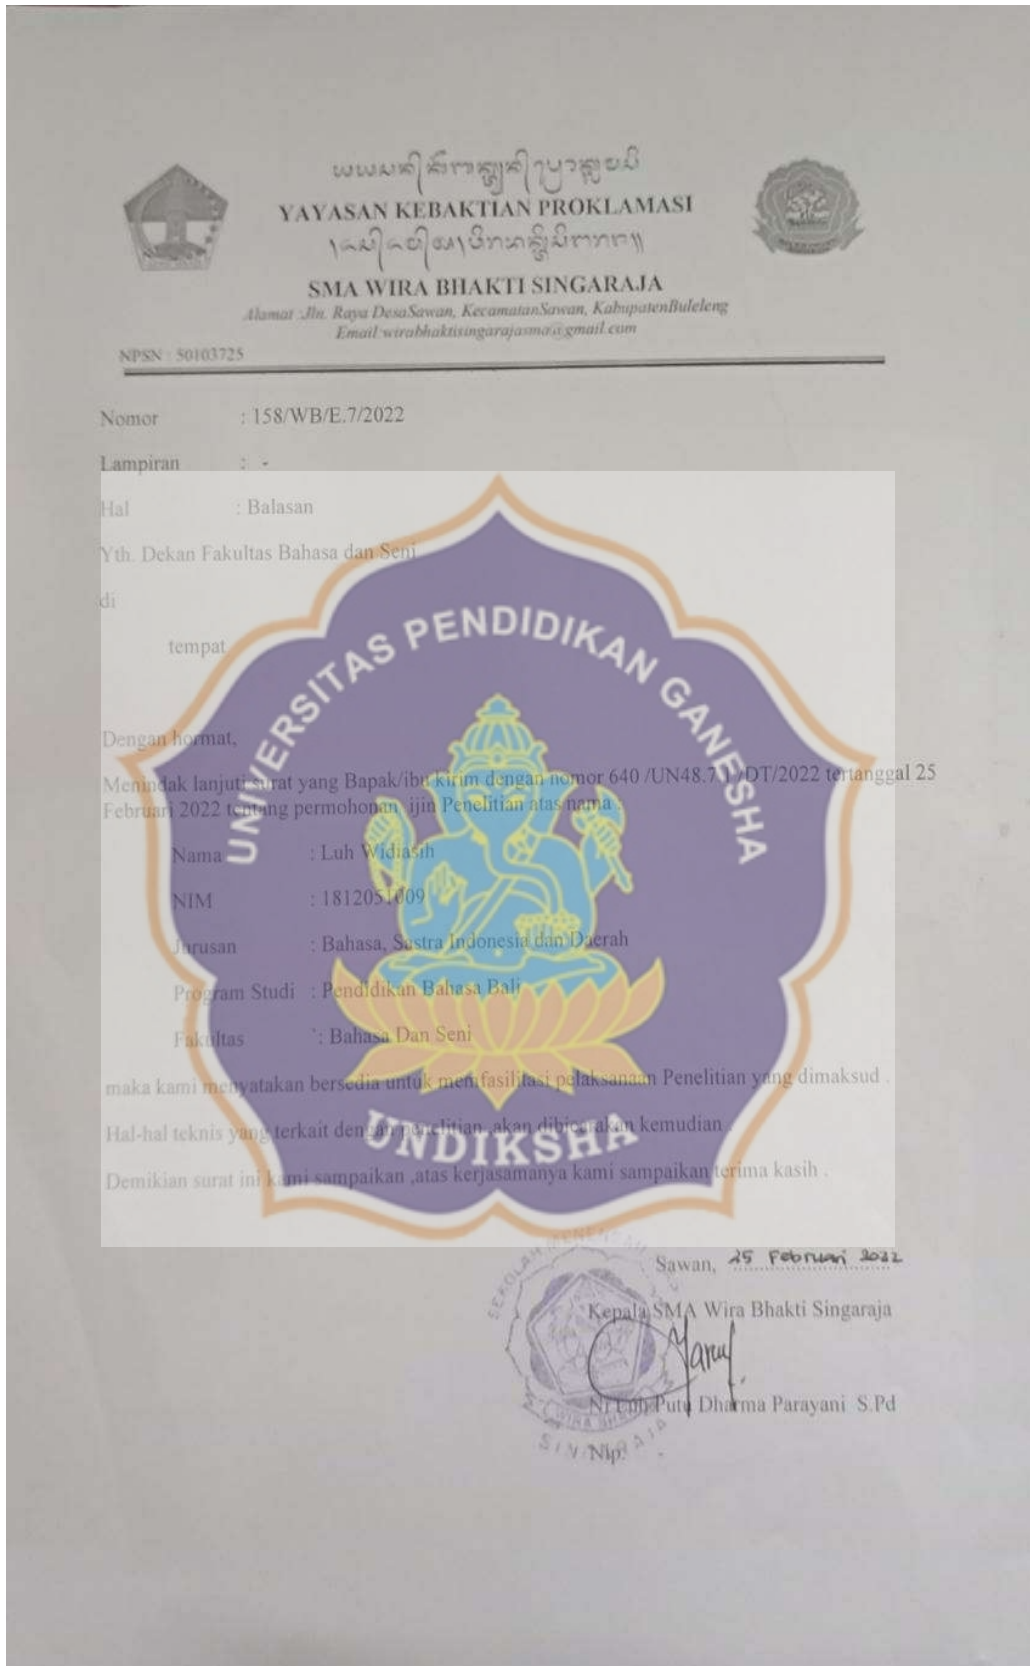 YAYASAN KEBAKTIAN PROKLAMASI
SMA WIRA BHAKTI SINGARAJA
Alamat :Jln. Raya DesaSawan, KecamatanSawan, KabupatenBuleleng
Email:wirabhaktisingarajasma@gmail.com
NPSN : 50103725
Nomor : 158/WB/E.7/2022
Lampiran : -
Hal : Balasan
Yth. Dekan Fakultas Bahasa dan Seni
di
tempat
Dengan hormat,
Menindak lanjuti surat yang Bapak/ibu kirim dengan nomor 640 /UN48.7.1 /DT/2022 tertanggal 25
Februari 2022 tentang permohonan ijin Penelitian atas nama :
Nama : Luh Widiasih
NIM : 1812051009
Jurusan : Bahasa, Sastra Indonesia dan Daerah
Program Studi : Pendidikan Bahasa Bali
Fakultas `: Bahasa Dan Seni
maka kami menyatakan bersedia untuk memfasilitasi pelaksanaan Penelitian yang dimaksud .
Hal-hal teknis yang terkait dengan penelitian ,akan dibicarakan kemudian .
Demikian surat ini kami sampaikan ,atas kerjasamanya kami sampaikan terima kasih .
UNIVERSITAS PENDIDIKAN GANESHA
UNDIKSHA
Sawan, 25 Februari 2022
Kepala SMA Wira Bhakti Singaraja
Ni Luh Putu Dharma Parayani S.Pd
Nip. -
SEKOLAH MENENGAH
WIRA BHAKTI
SINGARAJA